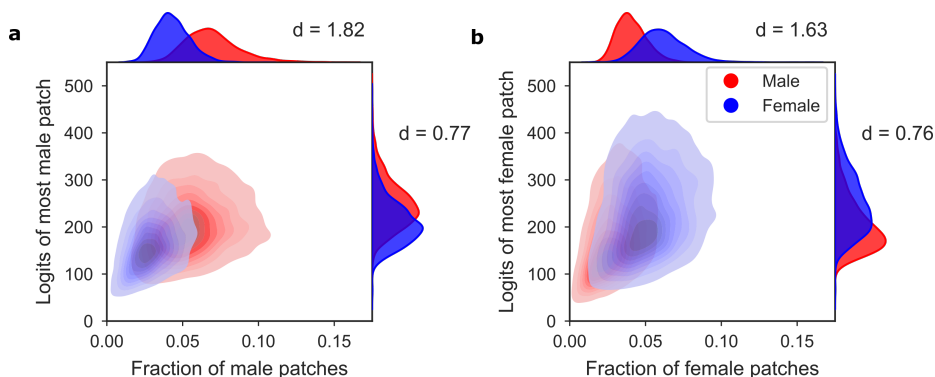 a
d = 1.82
500
400
300
200
100
0
Logits of most male patch
d = 0.77
0.00
0.05
0.10
0.15
Fraction of male patches
b
d = 1.63
Male
Female
500
400
300
200
100
0
Logits of most female patch
d = 0.76
0.00
0.05
0.10
0.15
Fraction of female patches